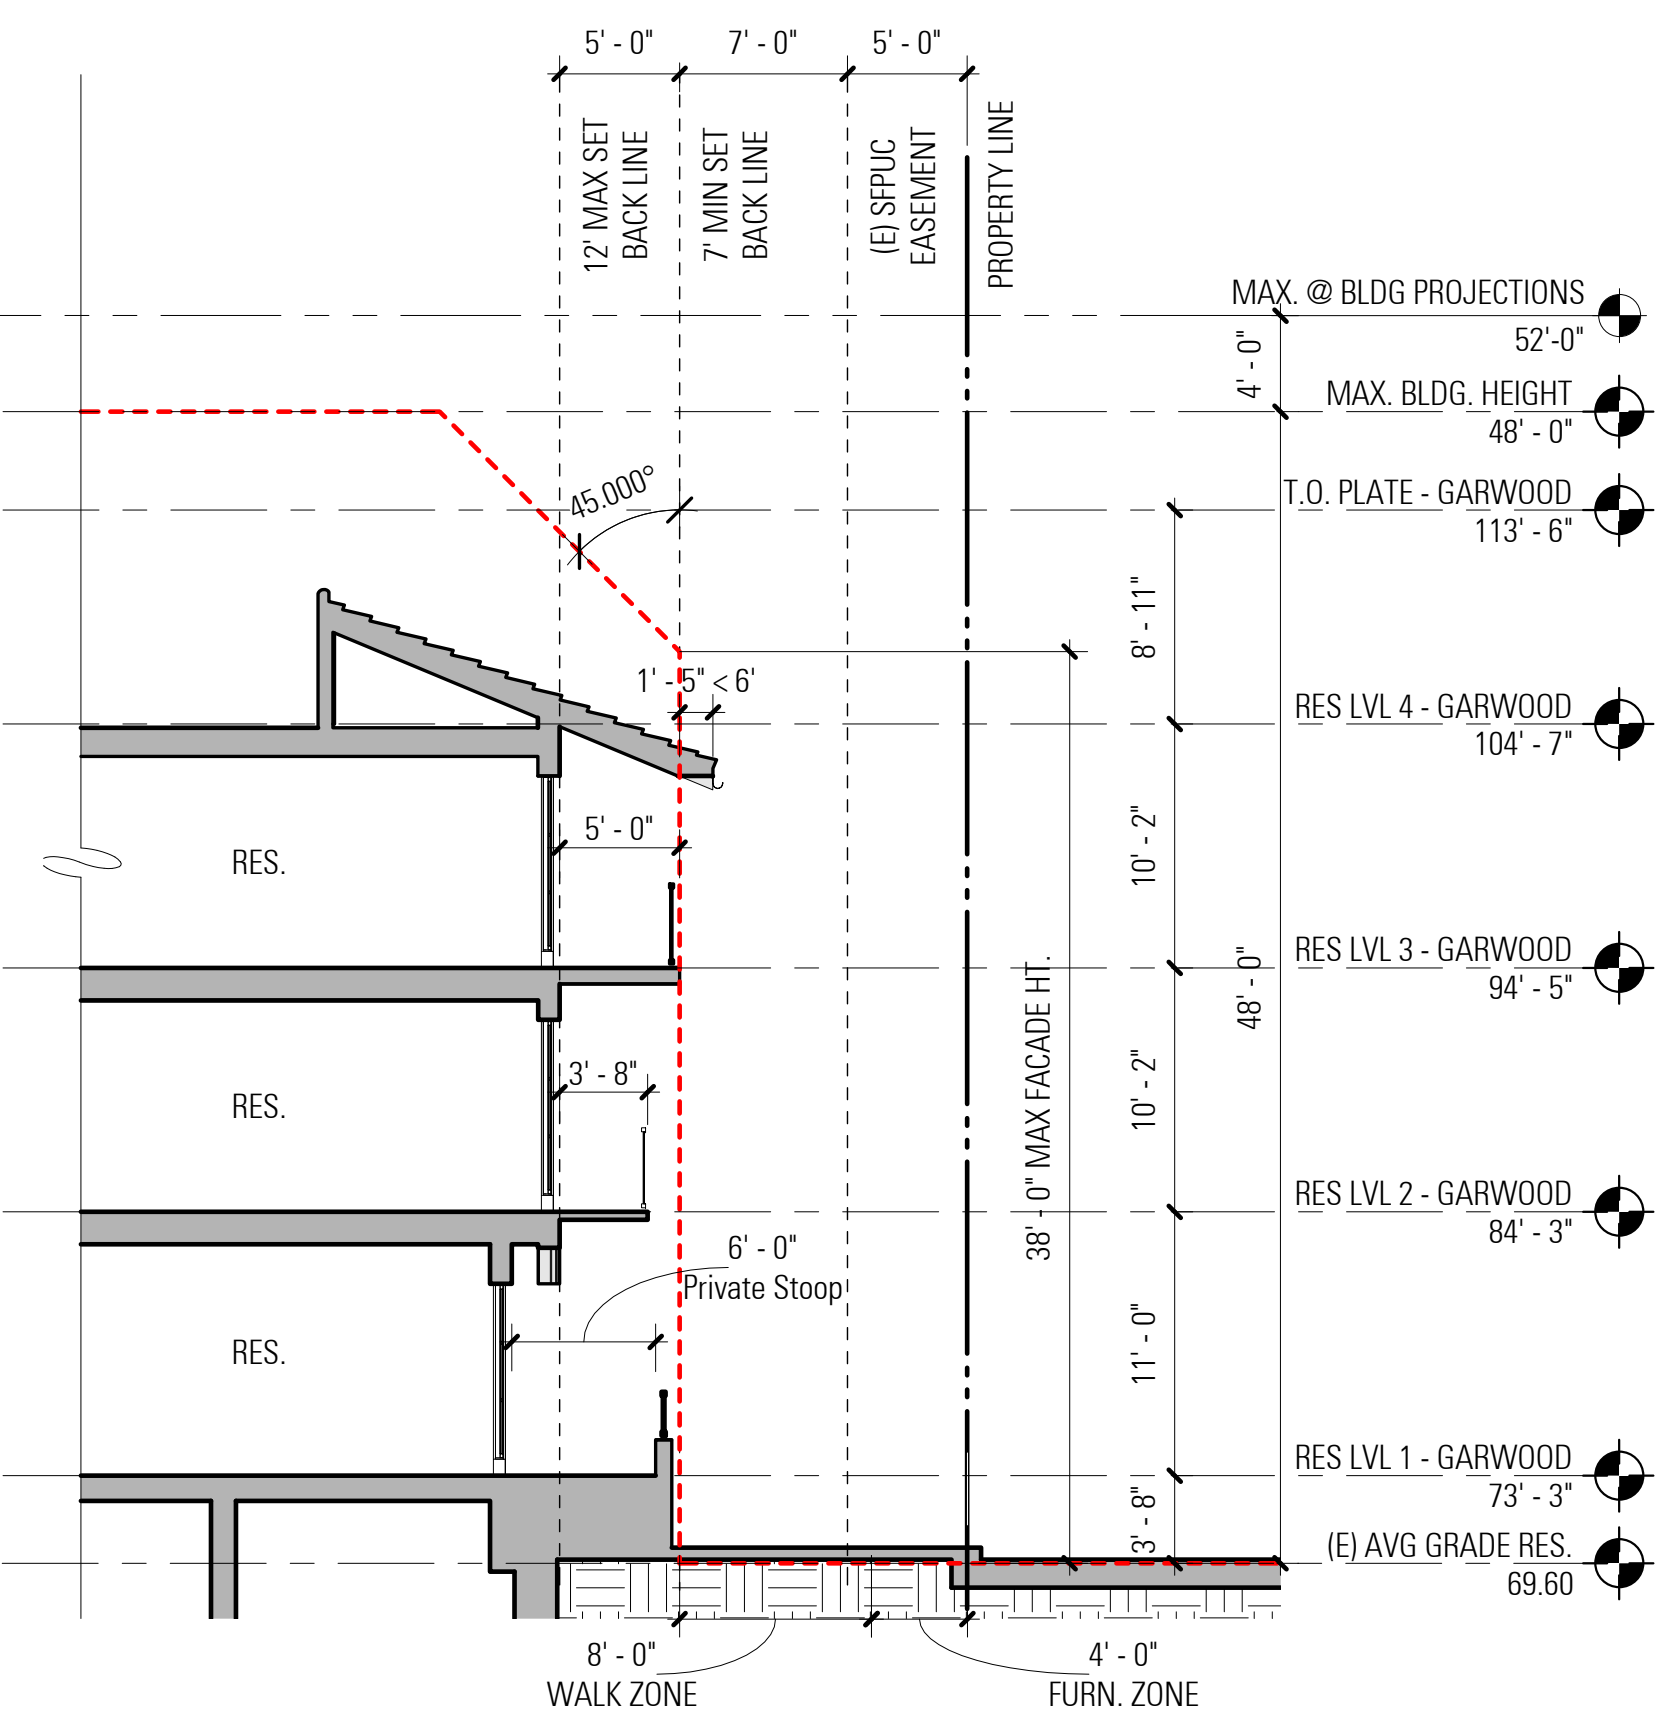 5' - 0"
7' - 0"
5' - 0"
12' MAX SET
BACK LINE
7' MIN SET
BACK LINE
(E) SFPUC
EASEMENT
PROPERTY LINE
MAX. @ BLDG PROJECTIONS
52'-0"
4' - 0"
MAX. BLDG. HEIGHT
48' - 0"
45.000°
T.O. PLATE - GARWOOD
113' - 6"
8' - 11"
1' - 5" < 6'
RES LVL 4 - GARWOOD
104' - 7"
5' - 0"
RES.
10' - 2"
RES LVL 3 - GARWOOD
94' - 5"
48' - 0"
38' - 0" MAX FACADE HT.
3' - 8"
RES.
10' - 2"
RES LVL 2 - GARWOOD
84' - 3"
6' - 0"
Private Stoop
RES.
11' - 0"
RES LVL 1 - GARWOOD
73' - 3"
3' - 8"
(E) AVG GRADE RES.
69.60
8' - 0"
WALK ZONE
4' - 0"
FURN. ZONE